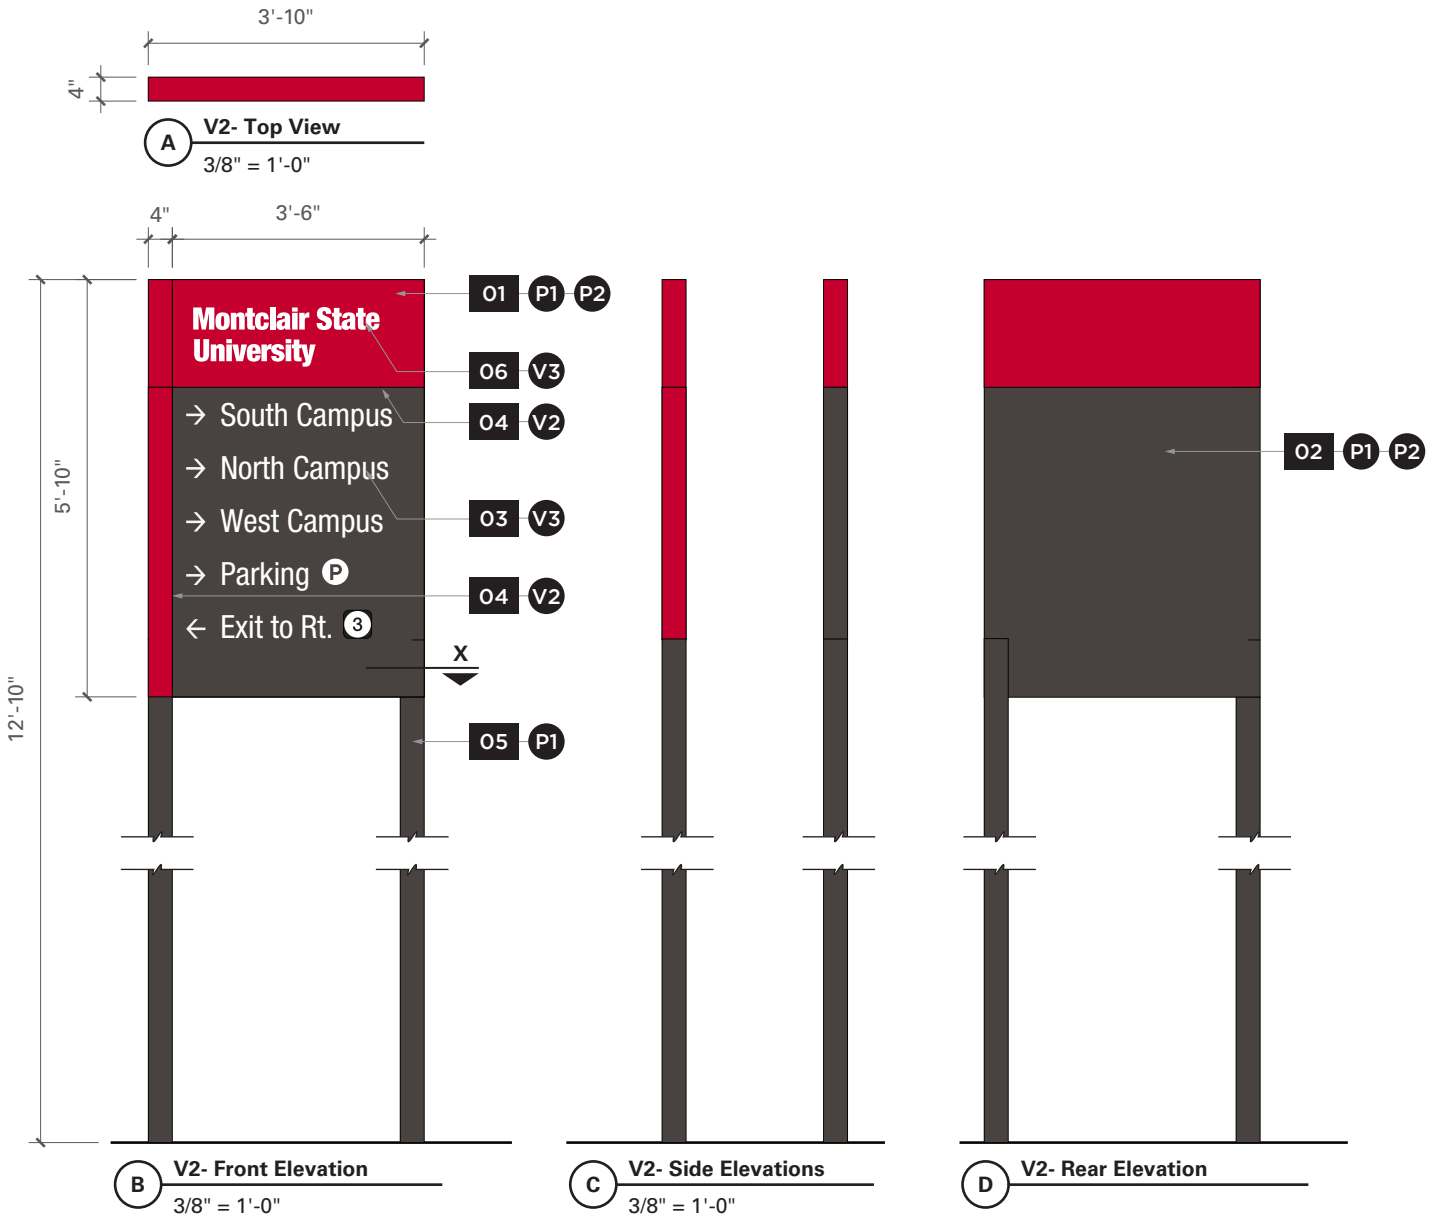 3'-10"
4"
A
V2- Top View
3/8" = 1'-0"
4"
3'-6"
01 P1 P2
Montclair State
University
06 V3
04 V2
→ South Campus
→ North Campus
03 V3
→ West Campus
→ Parking P
04 V2
← Exit to Rt. 3
X
05 P1
5'-10"
12'-10"
02 P1 P2
B
V2- Front Elevation
3/8" = 1'-0"
C
V2- Side Elevations
3/8" = 1'-0"
D
V2- Rear Elevation